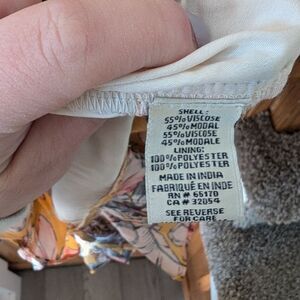 SHELL:
55%VISCOSE
45%MODAL
55%VISCOSE
45%MODALE
LINING:
100%POLYESTER
100%POLYESTER
MADE IN INDIA
FABRIQUÉ EN INDE
RN # 65170
CA # 32054
SEE REVERSE
FOR CARE